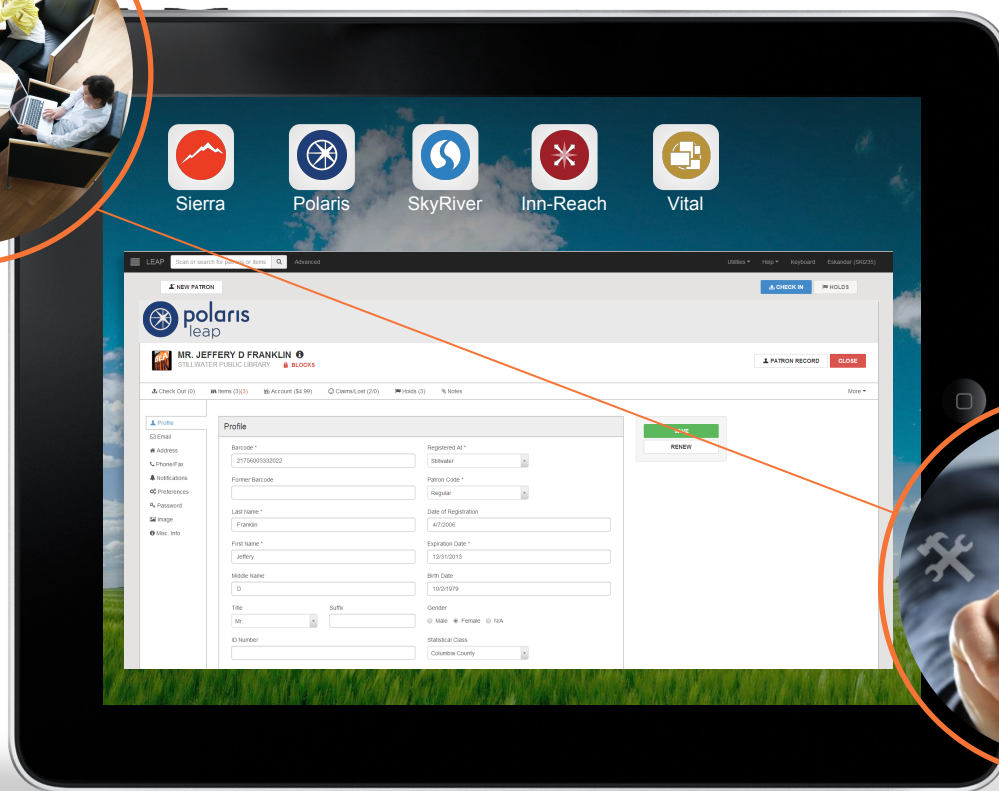 Sierra Polaris SkyRiver Inn-Reach Vital
LEAP Scan or search for patrons or items Advanced Utilities Help Keyboard Eskandar (SKI235)
NEW PATRON CHECK IN HOLDS
polaris
leap
MR. JEFFERY D FRANKLIN
STILLWATER PUBLIC LIBRARY BLOCKS PATRON RECORD CLOSE
Check Out (0) Items (3)(3) Account ($4.99) Claims/Lost (2/0) Holds (3) Notes More
Profile
Email
Address
Phone/Fax
Notifications
Preferences
Password
Image
Misc. Info
Profile
Barcode * Registered At *
21756003332022 Stillwater
Former Barcode Patron Code *
Regular
Last Name * Date of Registration
Franklin 4/7/2006
First Name * Expiration Date *
Jeffery 12/31/2013
Middle Name Birth Date
D 10/2/1979
Title Suffix Gender
Mr. Male Female N/A
ID Number Statistical Class
Columbia County
SAVE
RENEW